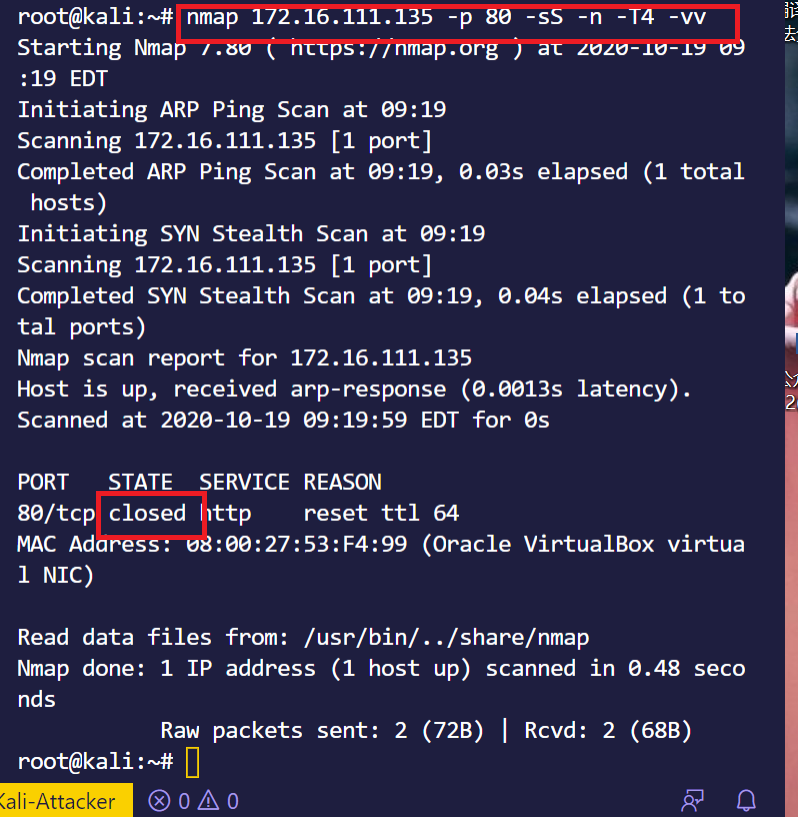 root@kali:~# nmap 172.16.111.135 -p 80 -sS -n -T4 -vv
Starting Nmap 7.80 ( https://nmap.org ) at 2020-10-19 09
:19 EDT
Initiating ARP Ping Scan at 09:19
Scanning 172.16.111.135 [1 port]
Completed ARP Ping Scan at 09:19, 0.03s elapsed (1 total
 hosts)
Initiating SYN Stealth Scan at 09:19
Scanning 172.16.111.135 [1 port]
Completed SYN Stealth Scan at 09:19, 0.04s elapsed (1 to
tal ports)
Nmap scan report for 172.16.111.135
Host is up, received arp-response (0.0013s latency).
Scanned at 2020-10-19 09:19:59 EDT for 0s
PORT   STATE  SERVICE REASON
80/tcp closed http    reset ttl 64
MAC Address: 08:00:27:53:F4:99 (Oracle VirtualBox virtua
l NIC)
Read data files from: /usr/bin/../share/nmap
Nmap done: 1 IP address (1 host up) scanned in 0.48 seco
nds
           Raw packets sent: 2 (72B) | Rcvd: 2 (68B)
root@kali:~#
Kali-Attacker 0 0